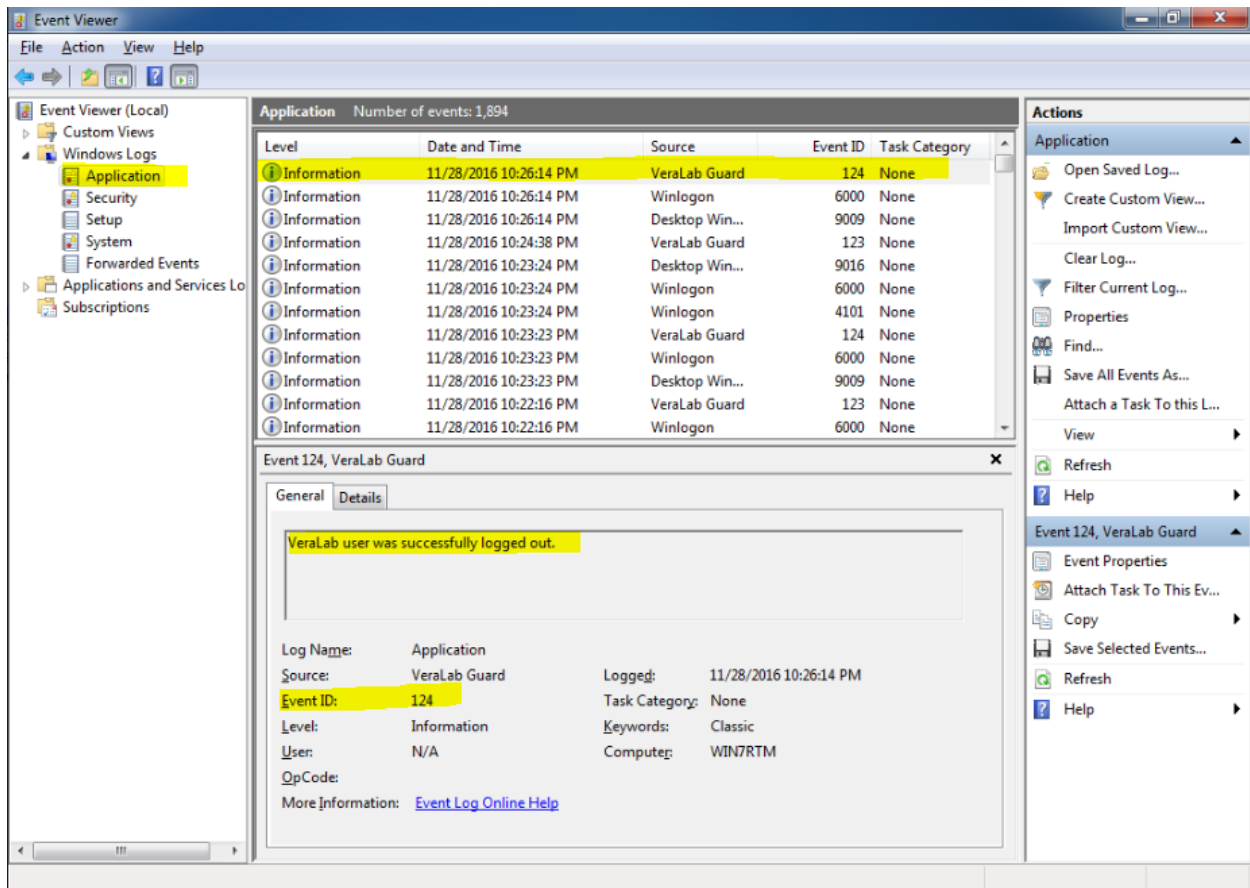 Event Viewer
File Action View Help
Event Viewer (Local)
Custom Views
Windows Logs
Application
Security
Setup
System
Forwarded Events
Applications and Services Lo
Subscriptions
Application Number of events: 1,894
Level Date and Time Source Event ID Task Category
Information 11/28/2016 10:26:14 PM VeraLab Guard 124 None
Information 11/28/2016 10:26:14 PM Winlogon 6000 None
Information 11/28/2016 10:26:14 PM Desktop Win... 9009 None
Information 11/28/2016 10:24:38 PM VeraLab Guard 123 None
Information 11/28/2016 10:23:24 PM Desktop Win... 9016 None
Information 11/28/2016 10:23:24 PM Winlogon 6000 None
Information 11/28/2016 10:23:24 PM Winlogon 4101 None
Information 11/28/2016 10:23:23 PM VeraLab Guard 124 None
Information 11/28/2016 10:23:23 PM Winlogon 6000 None
Information 11/28/2016 10:23:23 PM Desktop Win... 9009 None
Information 11/28/2016 10:22:16 PM VeraLab Guard 123 None
Information 11/28/2016 10:22:16 PM Winlogon 6000 None
Event 124, VeraLab Guard
General Details
VeraLab user was successfully logged out.
Log Name: Application
Source: VeraLab Guard Logged: 11/28/2016 10:26:14 PM
Event ID: 124 Task Category: None
Level: Information Keywords: Classic
User: N/A Computer: WIN7RTM
OpCode:
More Information: Event Log Online Help
Actions
Application
Open Saved Log...
Create Custom View...
Import Custom View...
Clear Log...
Filter Current Log...
Properties
Find...
Save All Events As...
Attach a Task To this L...
View
Refresh
Help
Event 124, VeraLab Guard
Event Properties
Attach Task To This Ev...
Copy
Save Selected Events...
Refresh
Help